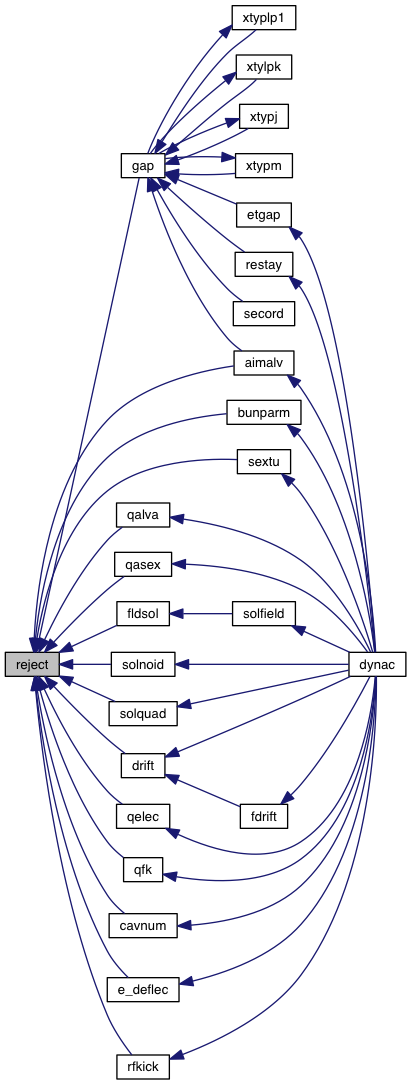 xtyplp1
xtylpk
xtypj
gap
xtypm
etgap
restay
secord
aimalv
bunparm
sextu
qalva
qasex
fldsol
solfield
reject
solnoid
dynac
solquad
drift
qelec
fdrift
qfk
cavnum
e_deflec
rfkick